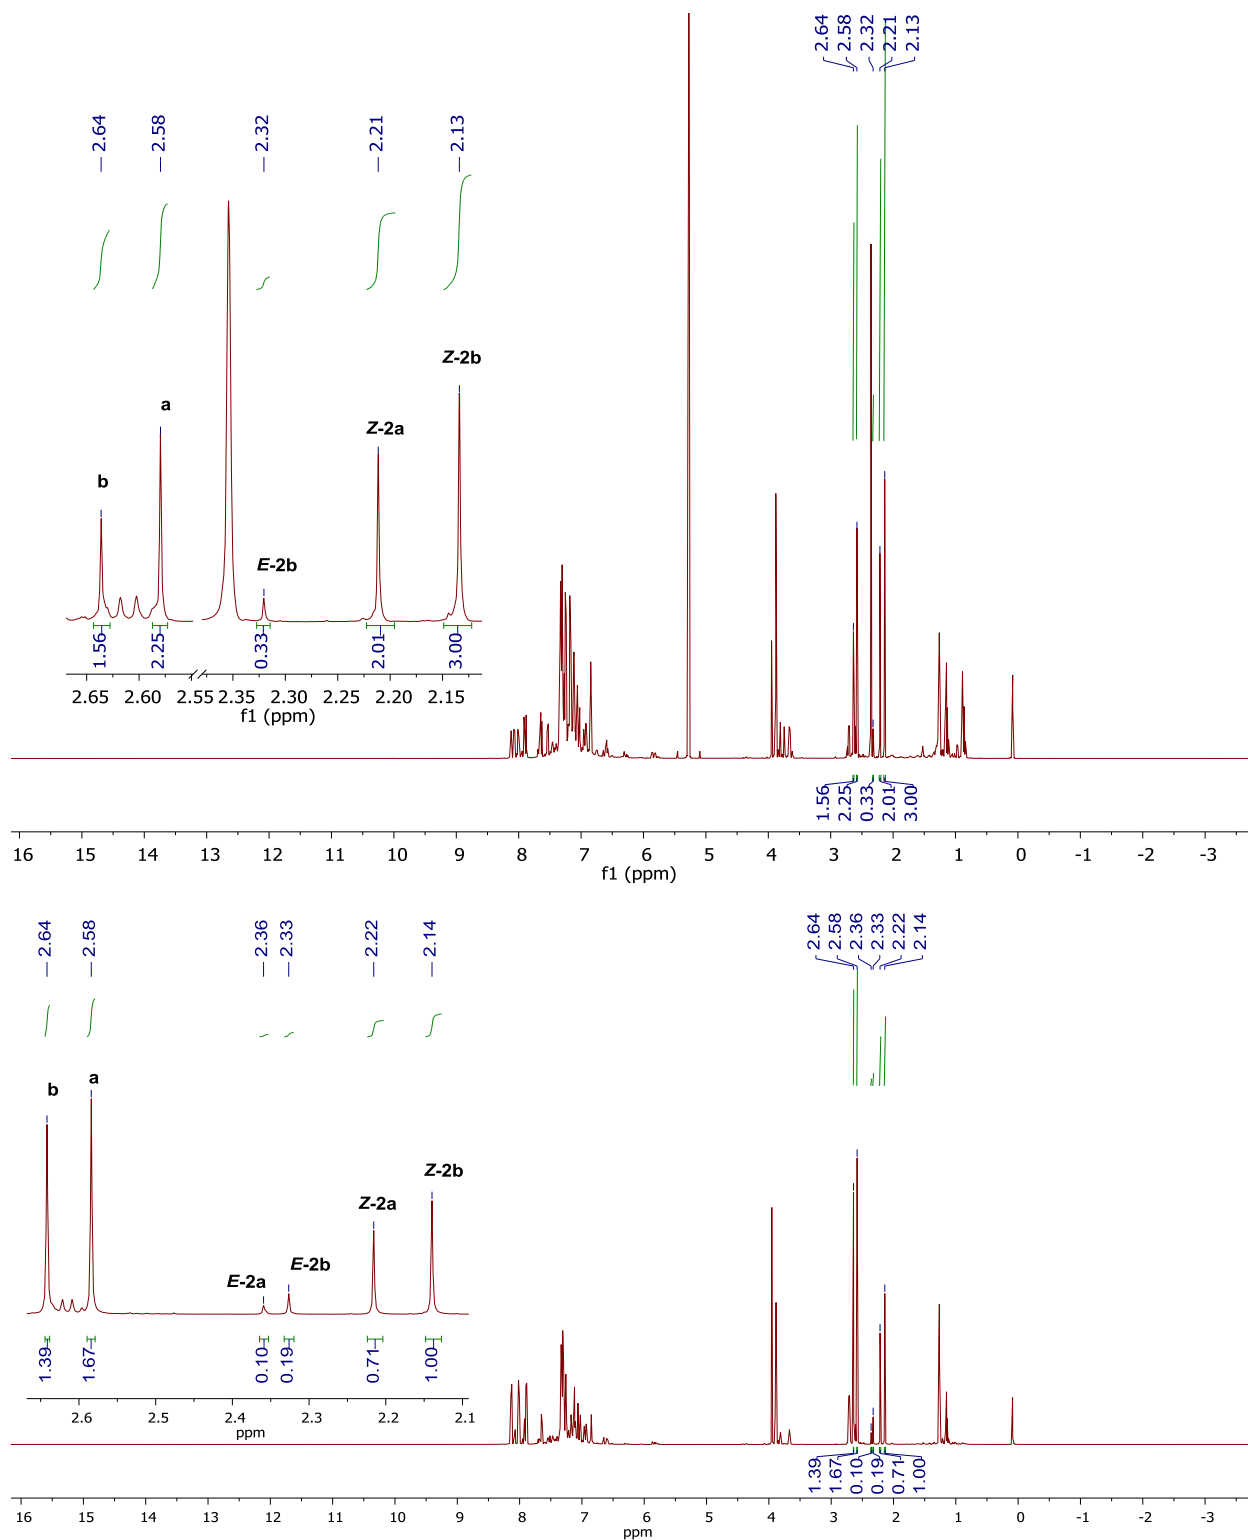 2.64 2.58 2.32 2.21 2.13
2.64 2.58 2.32 2.21 2.13
Z-2b
a
Z-2a
b
E-2b
1.56 2.25 0.33 2.01 3.00
2.65 2.60 2.55 2.35 2.30 2.25 2.20 2.15
f1 (ppm)
1.56 2.25 0.33 2.01 3.00
16 15 14 13 12 11 10 9 8 7 6 5 4 3 2 1 0 -1 -2 -3
f1 (ppm)
2.64 2.58 2.36 2.33 2.22 2.14
2.64 2.58 2.36 2.33 2.22 2.14
b
a
Z-2b
Z-2a
E-2b
E-2a
1.39 1.67 0.10 0.19 0.71 1.00
2.6 2.5 2.4 2.3 2.2 2.1
ppm
1.39 1.67 0.10 0.19 0.71 1.00
16 15 14 13 12 11 10 9 8 7 6 5 4 3 2 1 0 -1 -2 -3
ppm